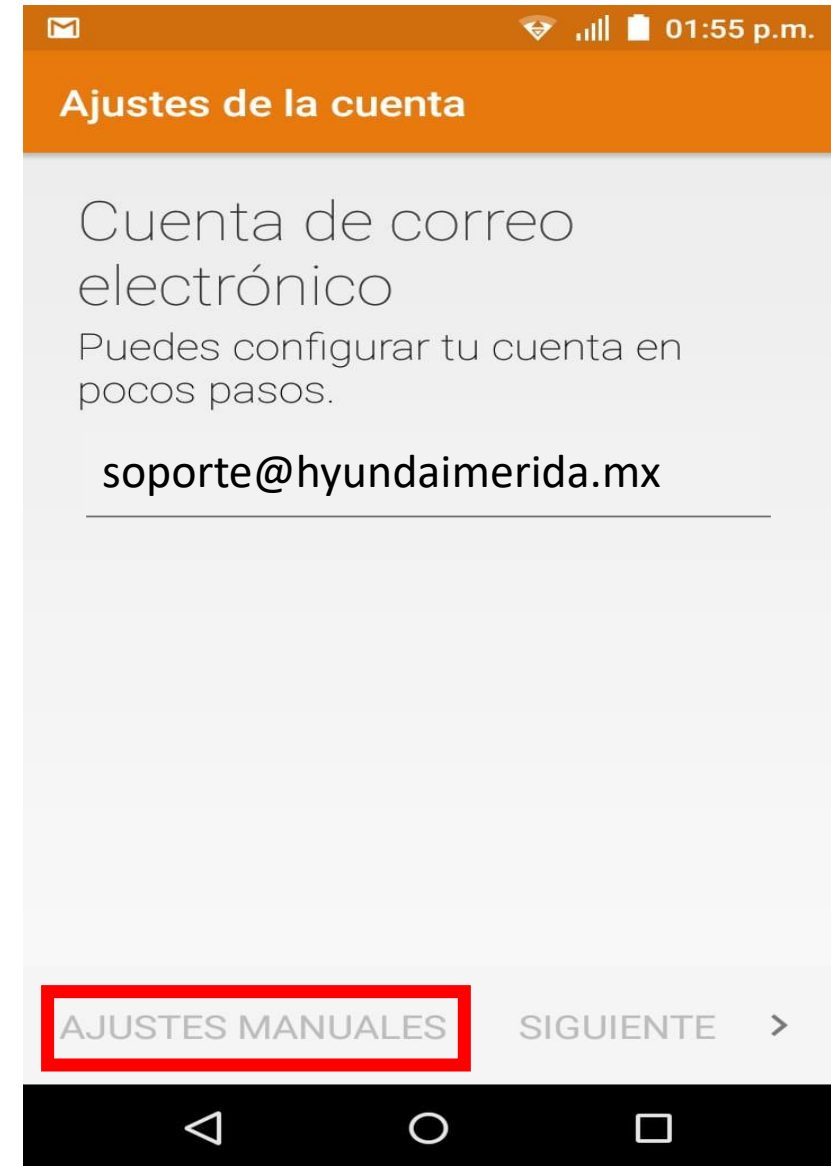 01:55 p.m.
Ajustes de la cuenta
Cuenta de correo
electrónico
Puedes configurar tu cuenta en
pocos pasos.
soporte@hyundaimerida.mx
AJUSTES MANUALES SIGUIENTE >